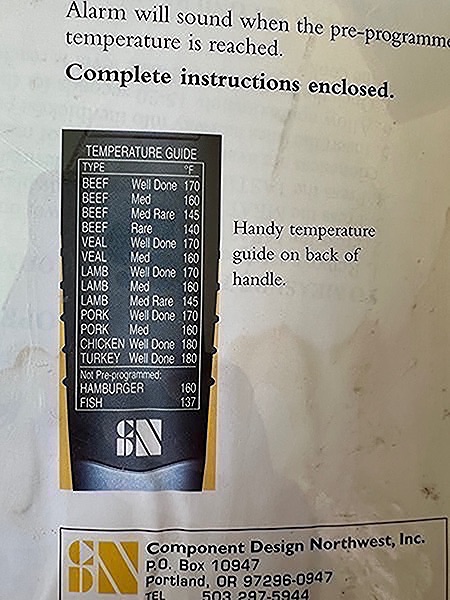 Alarm will sound when the pre-programme
temperature is reached.
Complete instructions enclosed.
TEMPERATURE GUIDE
TYPE °F
BEEF Well Done 170
BEEF Med 160
BEEF Med Rare 145
BEEF Rare 140
VEAL Well Done 170
VEAL Med 160
LAMB Well Done 170
LAMB Med 160
LAMB Med Rare 145
PORK Well Done 170
PORK Med 160
CHICKEN Well Done 180
TURKEY Well Done 180
Not Pre-programmed:
HAMBURGER 160
FISH 137
Handy temperature
guide on back of
handle.
CDN
CDN
Component Design Northwest, Inc.
P.O. Box 10947
Portland, OR 97296-0947
TEL 503 297-5944